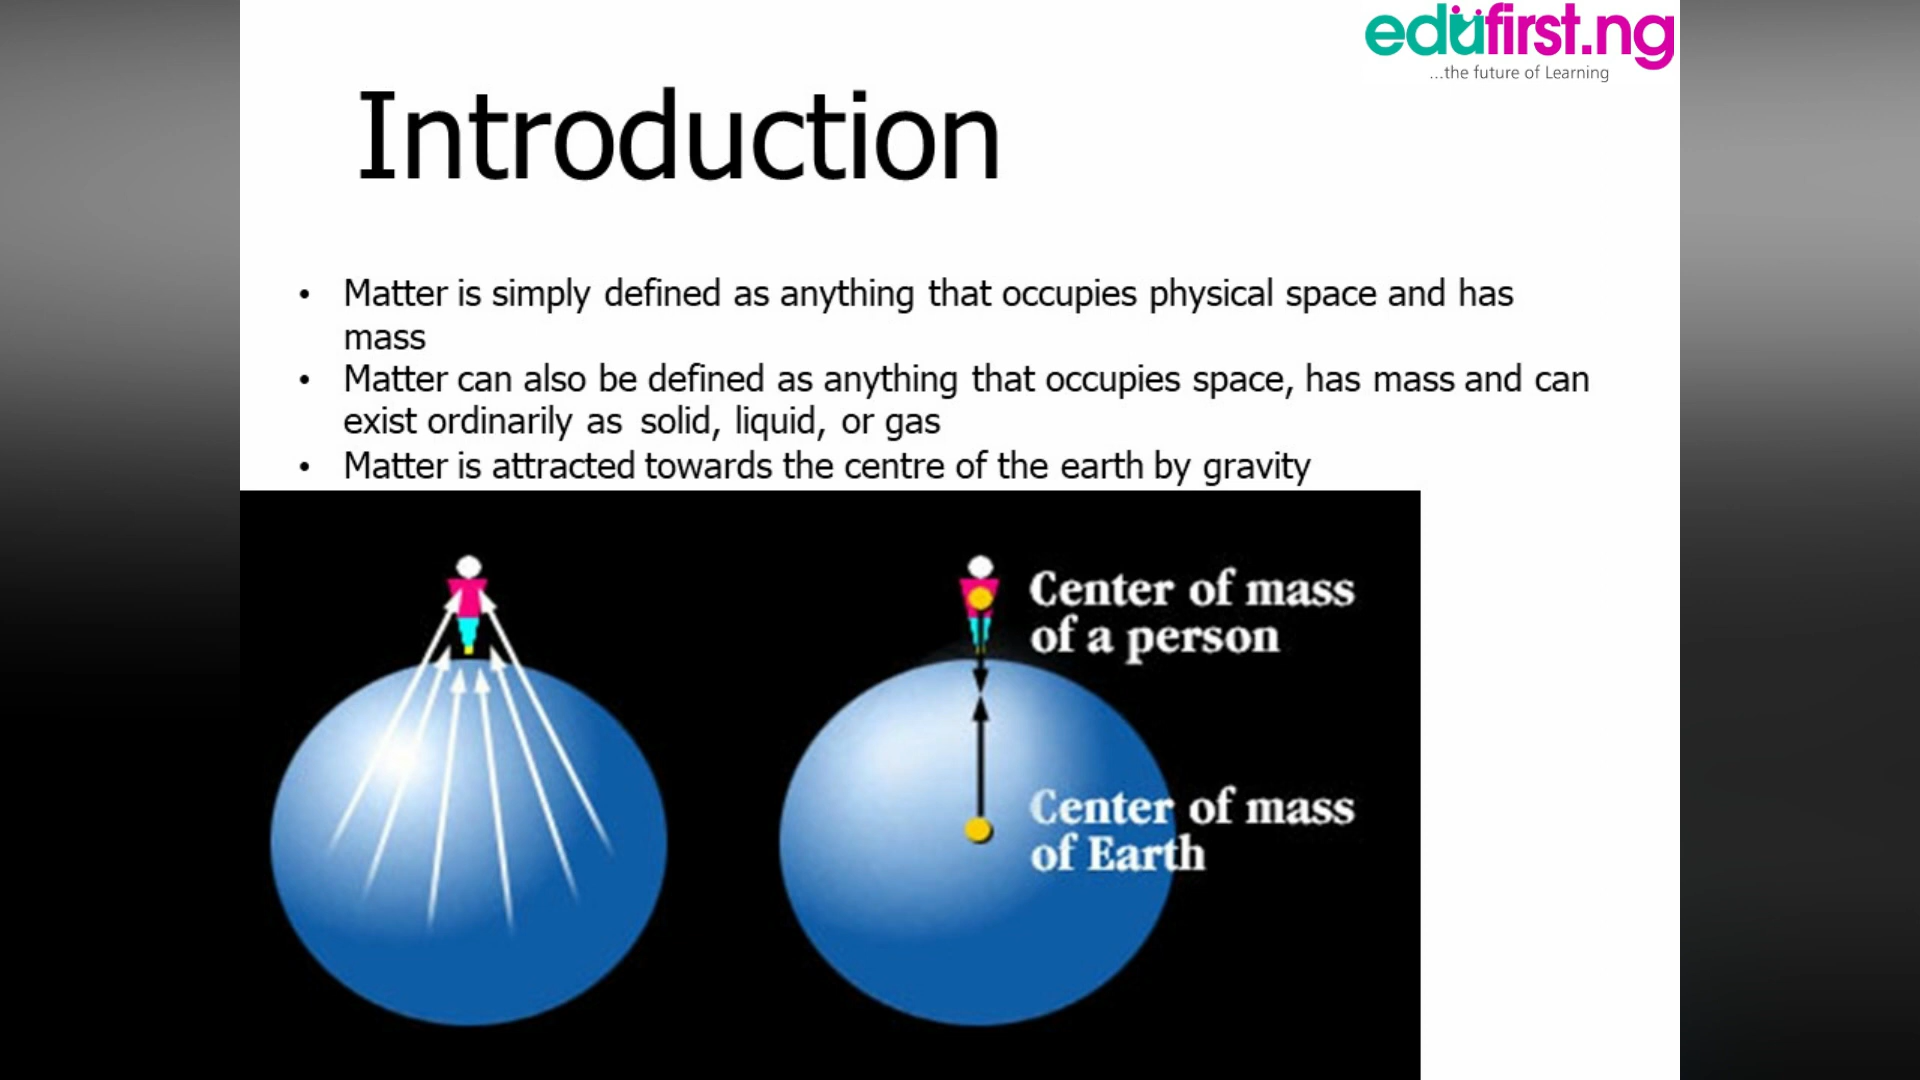 edufirst.ng
...the future of Learning
Introduction
• Matter is simply defined as anything that occupies physical space and has
mass
• Matter can also be defined as anything that occupies space, has mass and can
exist ordinarily as solid, liquid, or gas
• Matter is attracted towards the centre of the earth by gravity
Center of mass
of a person
Center of mass
of Earth